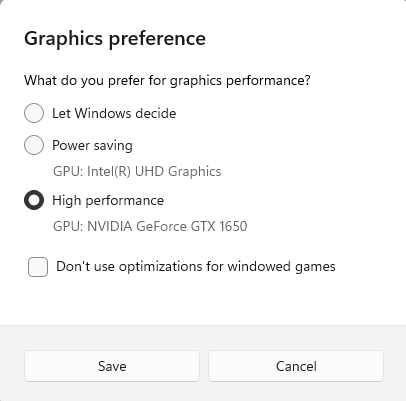 Graphics preference
What do you prefer for graphics performance?
Let Windows decide
Power saving
GPU: Intel(R) UHD Graphics
High performance
GPU: NVIDIA GeForce GTX 1650
Don't use optimizations for windowed games
Save
Cancel